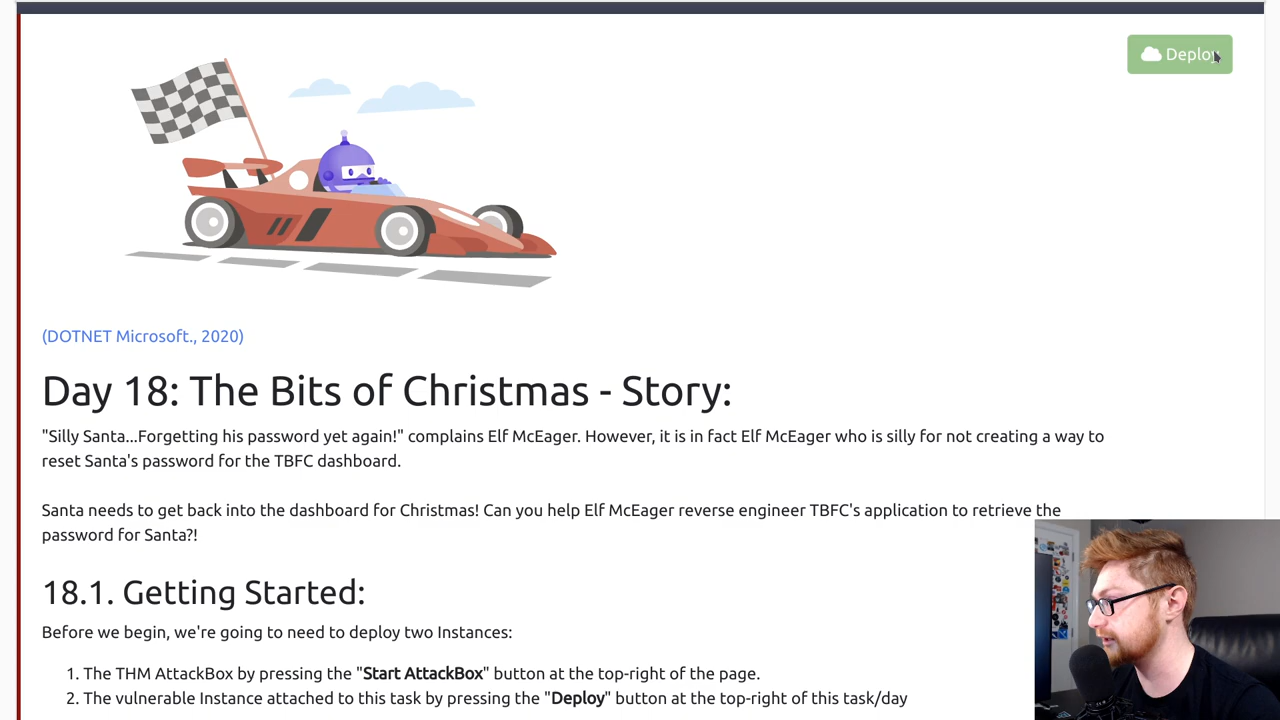 Deploy
(DOTNET Microsoft., 2020)
Day 18: The Bits of Christmas - Story:
"Silly Santa...Forgetting his password yet again!" complains Elf McEager. However, it is in fact Elf McEager who is silly for not creating a way to
reset Santa's password for the TBFC dashboard.
Santa needs to get back into the dashboard for Christmas! Can you help Elf McEager reverse engineer TBFC's application to retrieve the
password for Santa?!
18.1. Getting Started:
Before we begin, we're going to need to deploy two Instances:
1. The THM AttackBox by pressing the "Start AttackBox" button at the top-right of the page.
2. The vulnerable Instance attached to this task by pressing the "Deploy" button at the top-right of this task/day